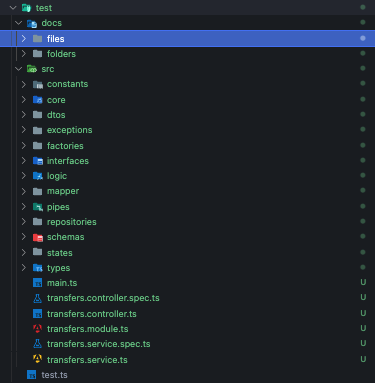 test
docs
files
folders
src
constants
core
dtos
exceptions
factories
interfaces
logic
mapper
pipes
repositories
schemas
states
types
main.ts U
transfers.controller.spec.ts U
transfers.controller.ts U
transfers.module.ts U
transfers.service.spec.ts U
transfers.service.ts U
test.ts